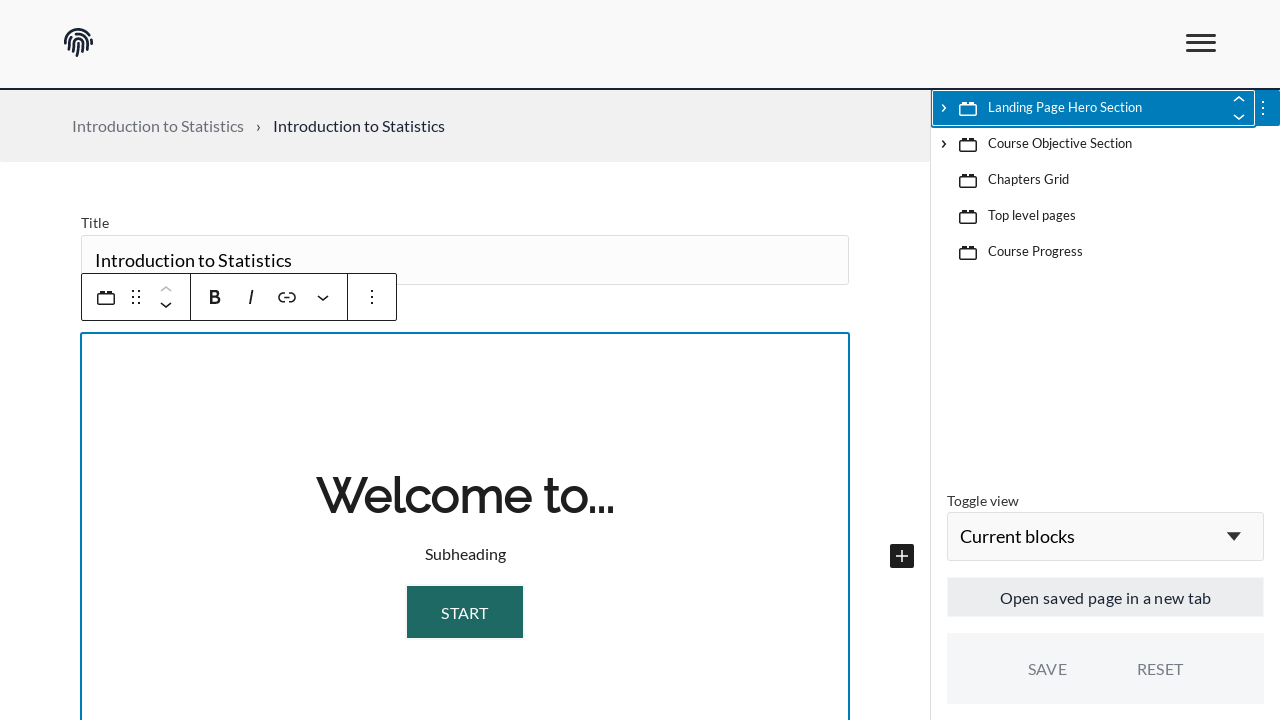 Introduction to Statistics › Introduction to Statistics
Title
Introduction to Statistics
B I
Welcome to...
Subheading
START
Landing Page Hero Section
Course Objective Section
Chapters Grid
Top level pages
Course Progress
Toggle view
Current blocks
Open saved page in a new tab
SAVE RESET